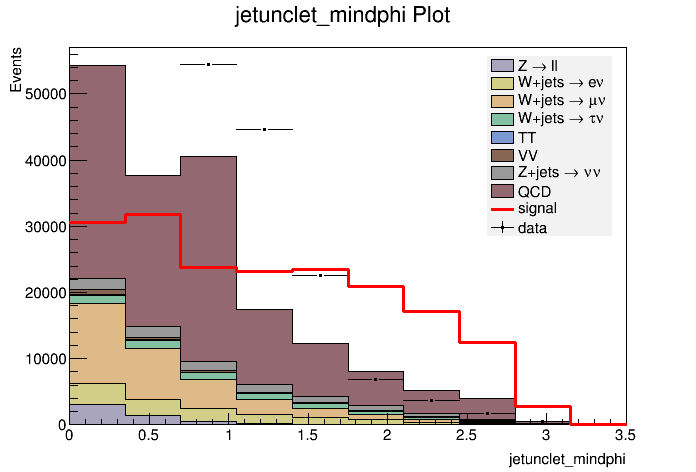 jetunclet_mindphi Plot
Events
50000
40000
30000
20000
10000
0
0 0.5 1 1.5 2 2.5 3 3.5
jetunclet_mindphi
Z → ll
W+jets → eν
W+jets → μν
W+jets → τν
TT
VV
Z+jets → νν
QCD
signal
data